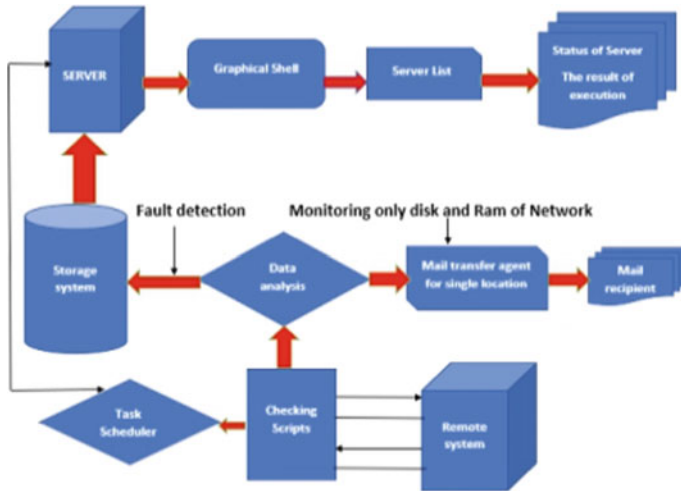 SERVER
Graphical Shell
Server List
Status of Server
The result of
execution
Fault detection
Monitoring only disk and Ram of Network
Storage
system
Data
analysis
Mail transfer agent
for single location
Mail
recipient
Task
Scheduler
Checking
Scripts
Remote
system